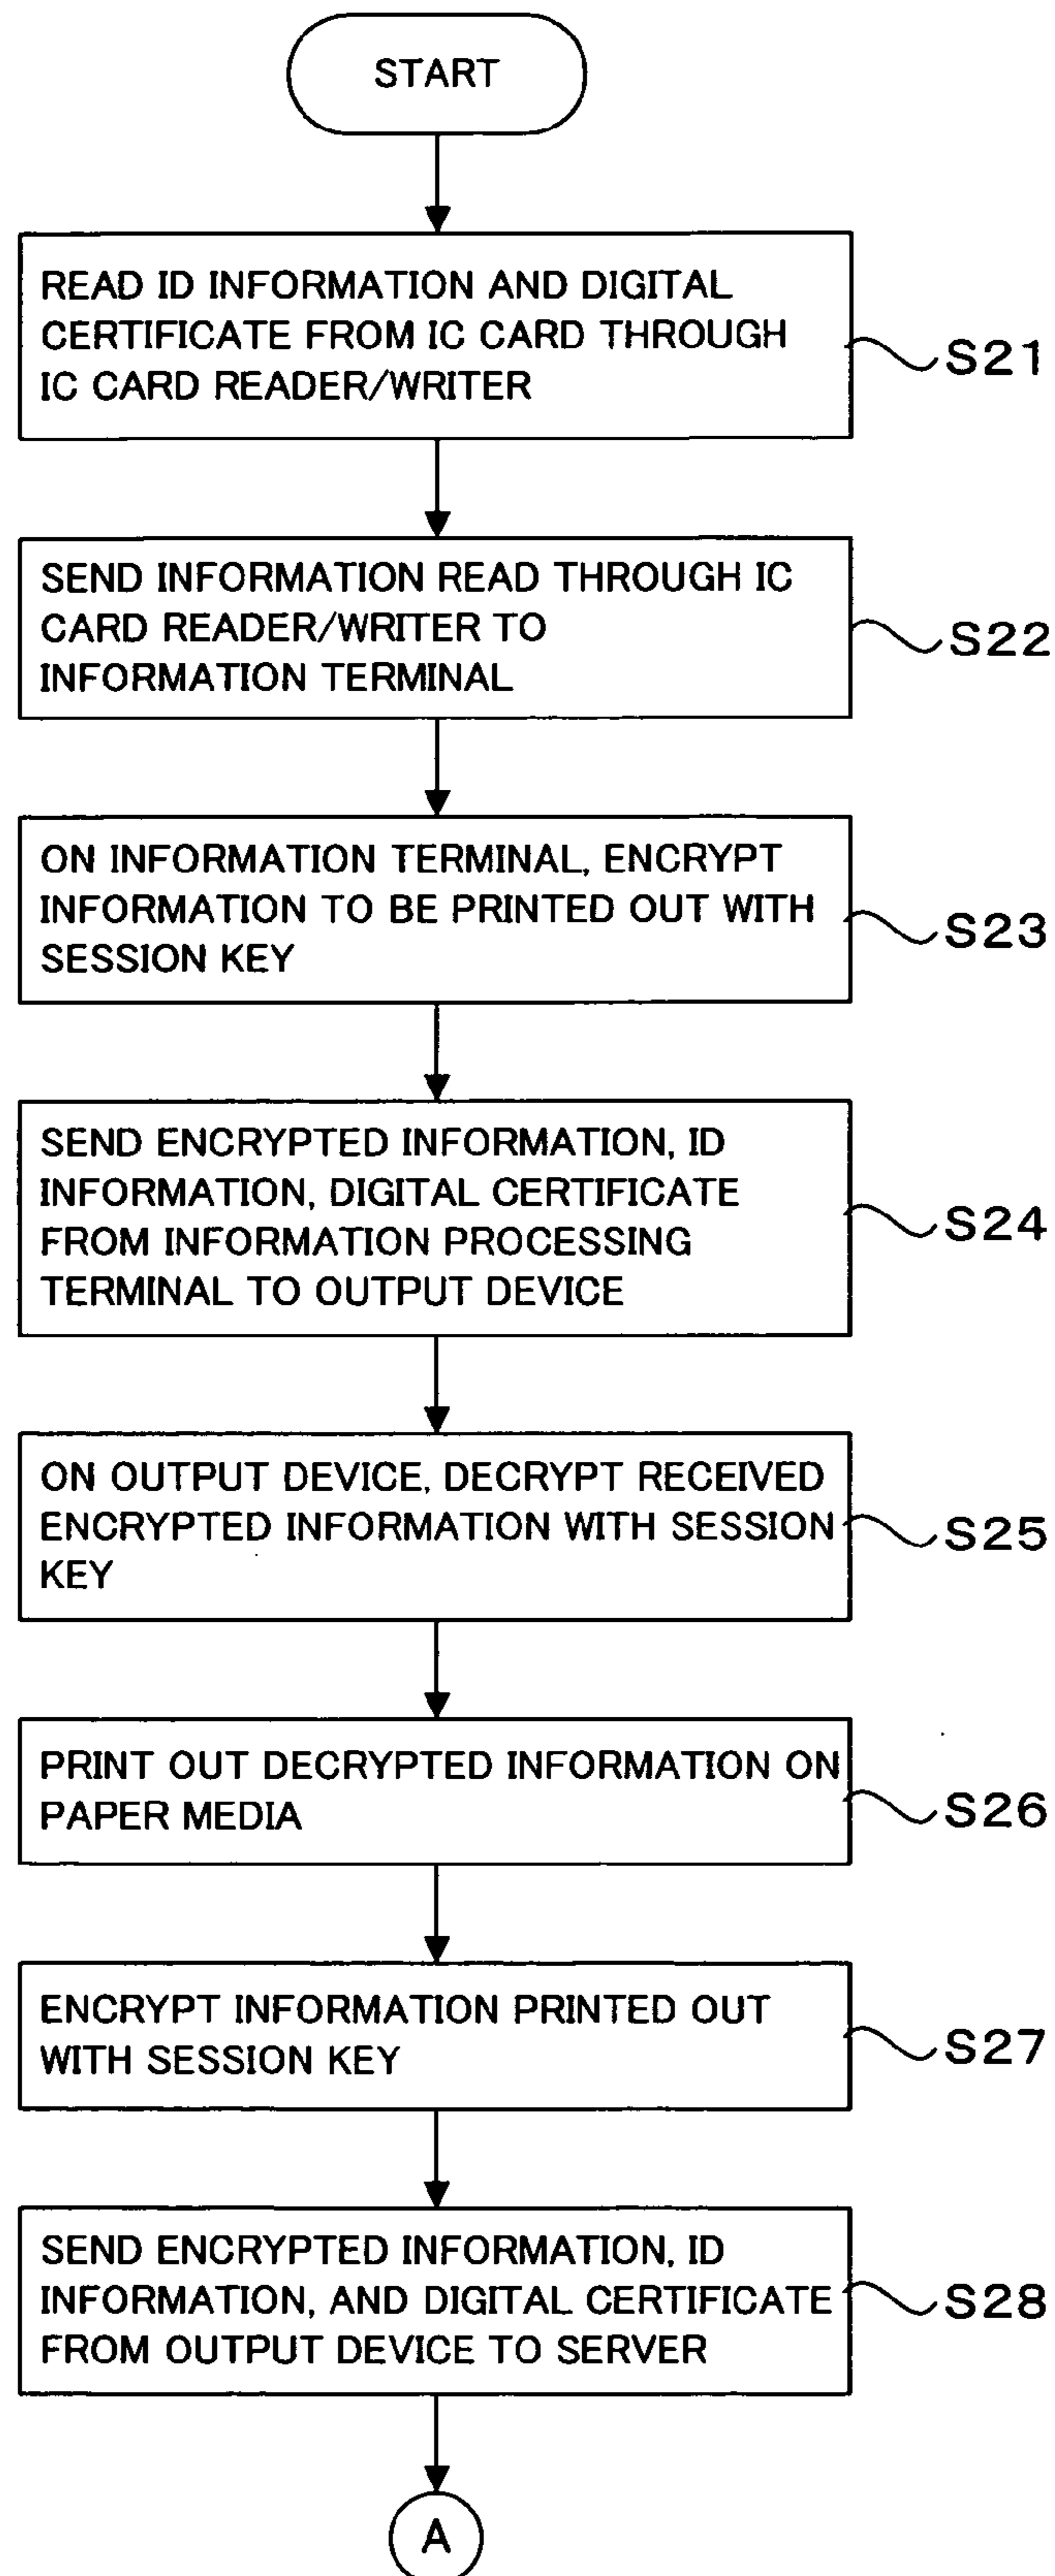 START
READ ID INFORMATION AND DIGITAL
CERTIFICATE FROM IC CARD THROUGH
IC CARD READER/WRITER
S21
SEND INFORMATION READ THROUGH IC
CARD READER/WRITER TO
INFORMATION TERMINAL
S22
ON INFORMATION TERMINAL, ENCRYPT
INFORMATION TO BE PRINTED OUT WITH
SESSION KEY
S23
SEND ENCRYPTED INFORMATION, ID
INFORMATION, DIGITAL CERTIFICATE
FROM INFORMATION PROCESSING
TERMINAL TO OUTPUT DEVICE
S24
ON OUTPUT DEVICE, DECRYPT RECEIVED
ENCRYPTED INFORMATION WITH SESSION
KEY
S25
PRINT OUT DECRYPTED INFORMATION ON
PAPER MEDIA
S26
ENCRYPT INFORMATION PRINTED OUT
WITH SESSION KEY
S27
SEND ENCRYPTED INFORMATION, ID
INFORMATION, AND DIGITAL CERTIFICATE
FROM OUTPUT DEVICE TO SERVER
S28
A